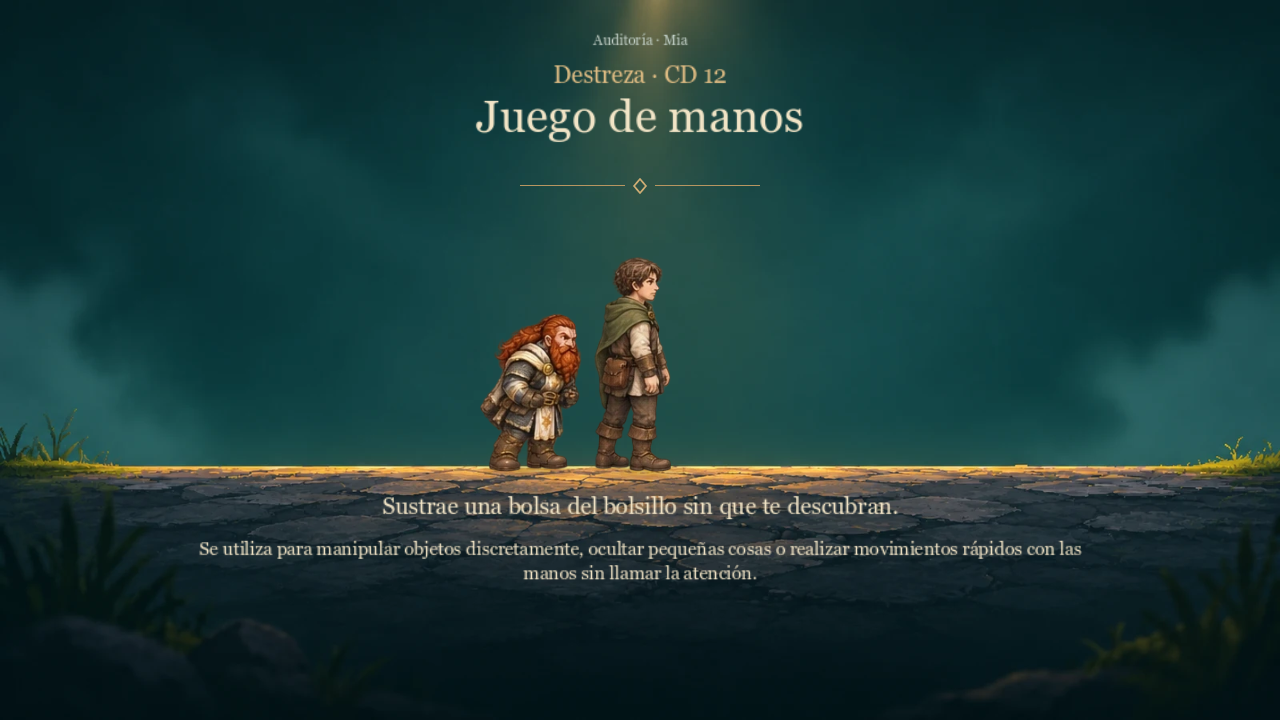 Auditoría · Mia
Destreza · CD 12
Juego de manos
Sustrae una bolsa del bolsillo sin que te descubran.
Se utiliza para manipular objetos discretamente, ocultar pequeñas cosas o realizar movimientos rápidos con las
manos sin llamar la atención.